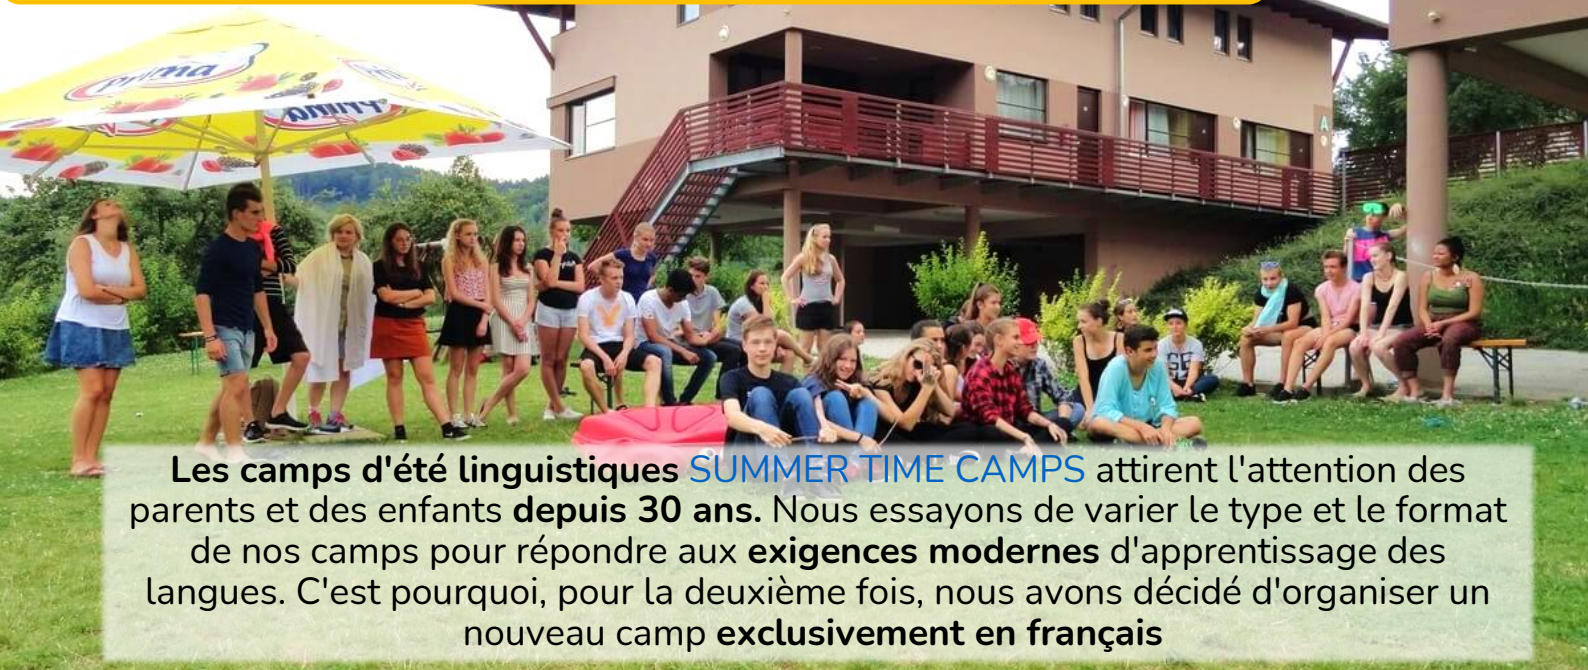 Prima
Les camps d'été linguistiques SUMMER TIME CAMPS attirent l'attention des
parents et des enfants depuis 30 ans. Nous essayons de varier le type et le format
de nos camps pour répondre aux exigences modernes d'apprentissage des
langues. C'est pourquoi, pour la deuxième fois, nous avons décidé d'organiser un
nouveau camp exclusivement en français